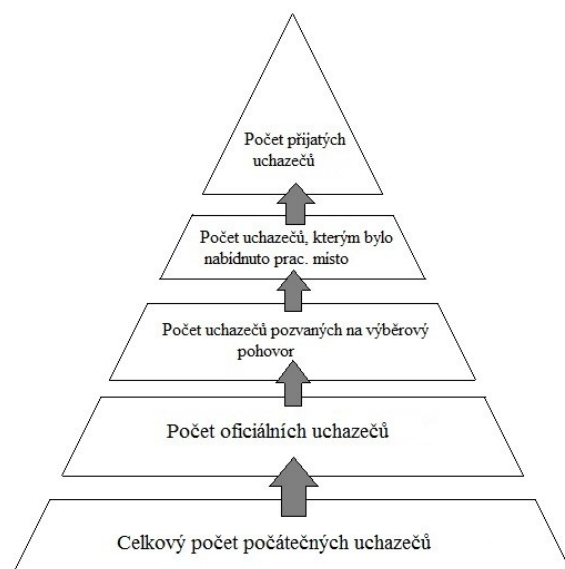 Počet přijatých
uchazečů
Počet uchazečů, kterým bylo
nabídnuto prac. místo
Počet uchazečů pozvaných na výběrový
pohovor
Počet oficiálních uchazečů
Celkový počet počátečných uchazečů